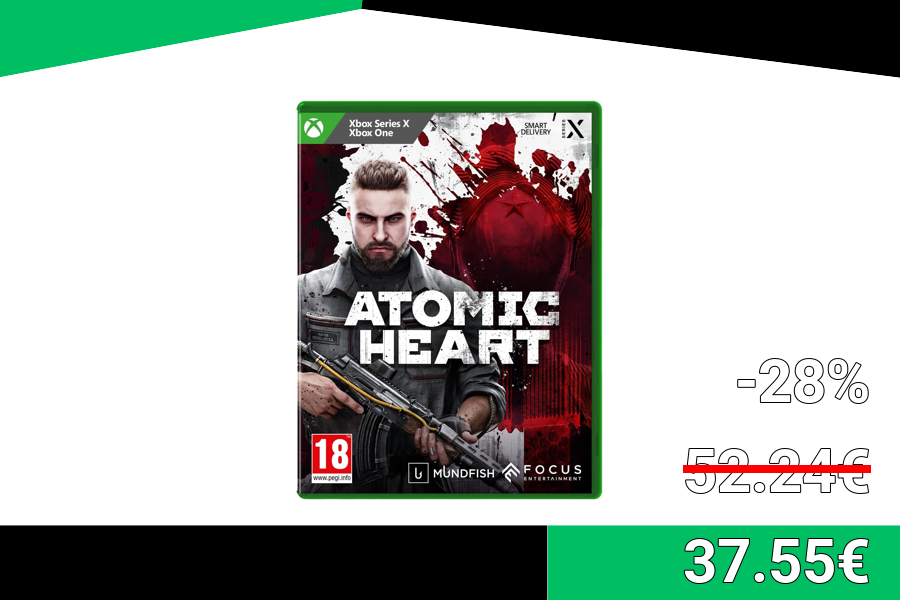 Xbox Series X
Xbox One
SMART
DELIVERY
SERIES X
ATOMIC
HEART
18
www.pegi.info
MUNDFISH
FOCUS
ENTERTAINMENT
-28%
52.24€
37.55€